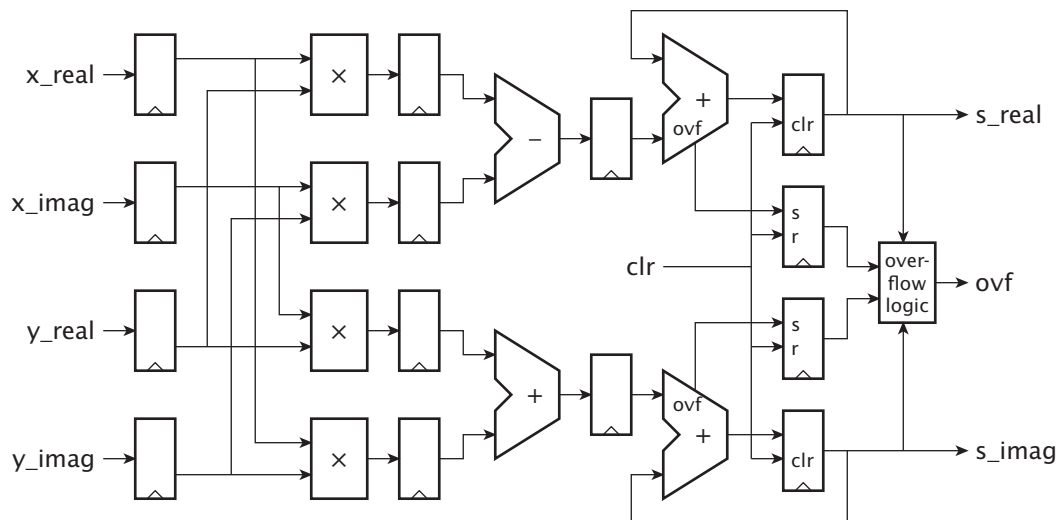 x_real
x_imag
y_real
y_imag
×
×
×
×
−
+
+
ovf
ovf
+
clr
clr
s
r
s
r
clr
over-
flow
logic
s_real
ovf
s_imag